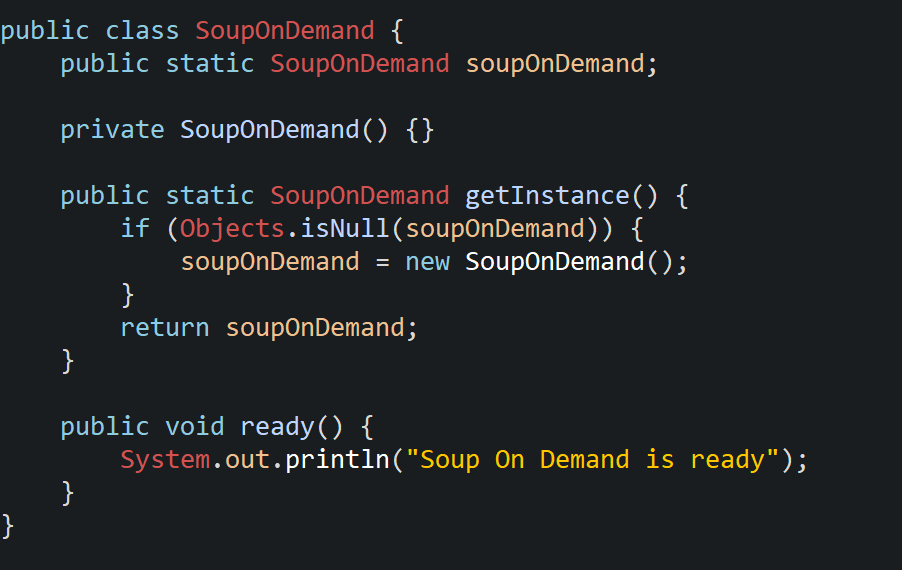 public class SoupOnDemand {
    public static SoupOnDemand soupOnDemand;

    private SoupOnDemand() {}

    public static SoupOnDemand getInstance() {
        if (Objects.isNull(soupOnDemand)) {
            soupOnDemand = new SoupOnDemand();
        }
        return soupOnDemand;
    }

    public void ready() {
        System.out.println("Soup On Demand is ready");
    }
}